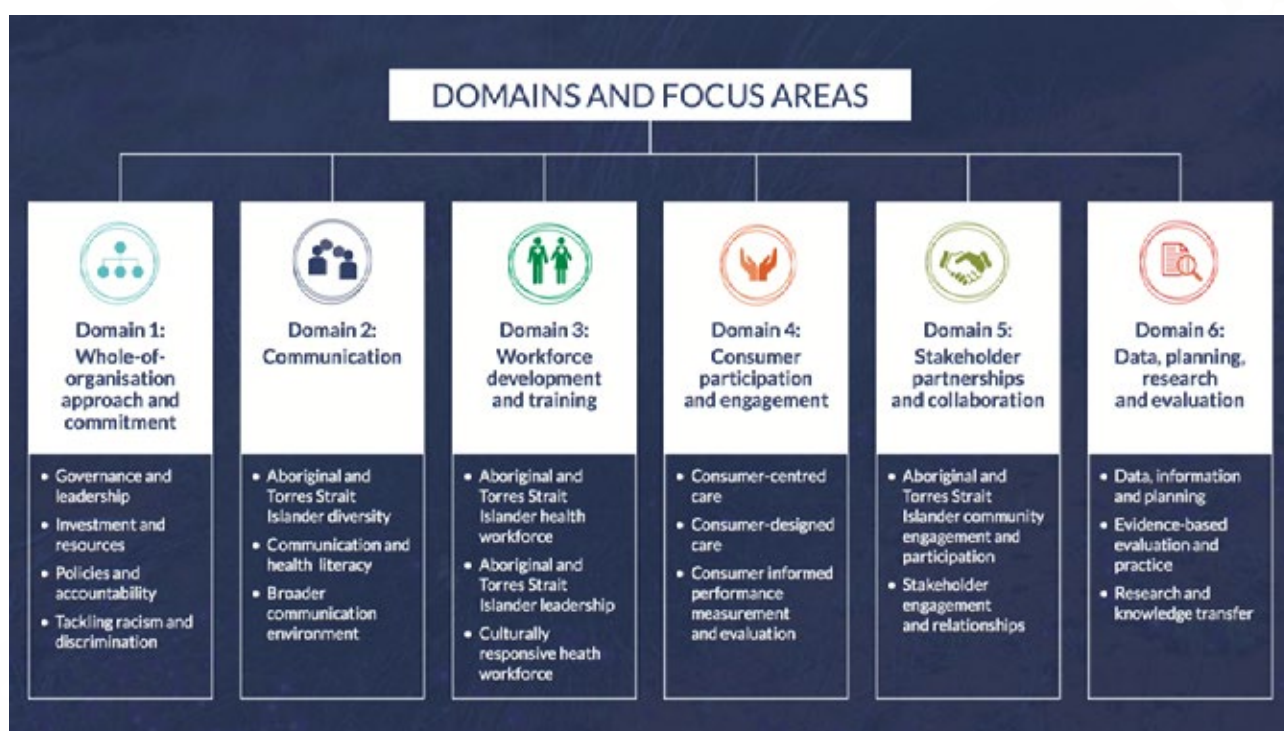 DOMAINS AND FOCUS AREAS
Domain 1:
Whole-of-
organisation
approach and
commitment
• Governance and
leadership
• Investment and
resources
• Policies and
accountability
• Tackling racism and
discrimination
Domain 2:
Communication
• Aboriginal and
Torres Strait
Islander diversity
• Communication and
health literacy
• Broader
communication
environment
Domain 3:
Workforce
development
and training
• Aboriginal and
Torres Strait
Islander health
workforce
• Aboriginal and
Torres Strait
Islander leadership
• Culturally
responsive heath
workforce
Domain 4:
Consumer
participation
and engagement
• Consumer-centred
care
• Consumer-designed
care
• Consumer informed
performance
measurement
and evaluation
Domain 5:
Stakeholder
partnerships
and collaboration
• Aboriginal and
Torres Strait
Islander community
engagement and
participation
• Stakeholder
engagement
and relationships
Domain 6:
Data, planning,
research
and evaluation
• Data, information
and planning
• Evidence-based
evaluation and
practice
• Research and
knowledge transfer